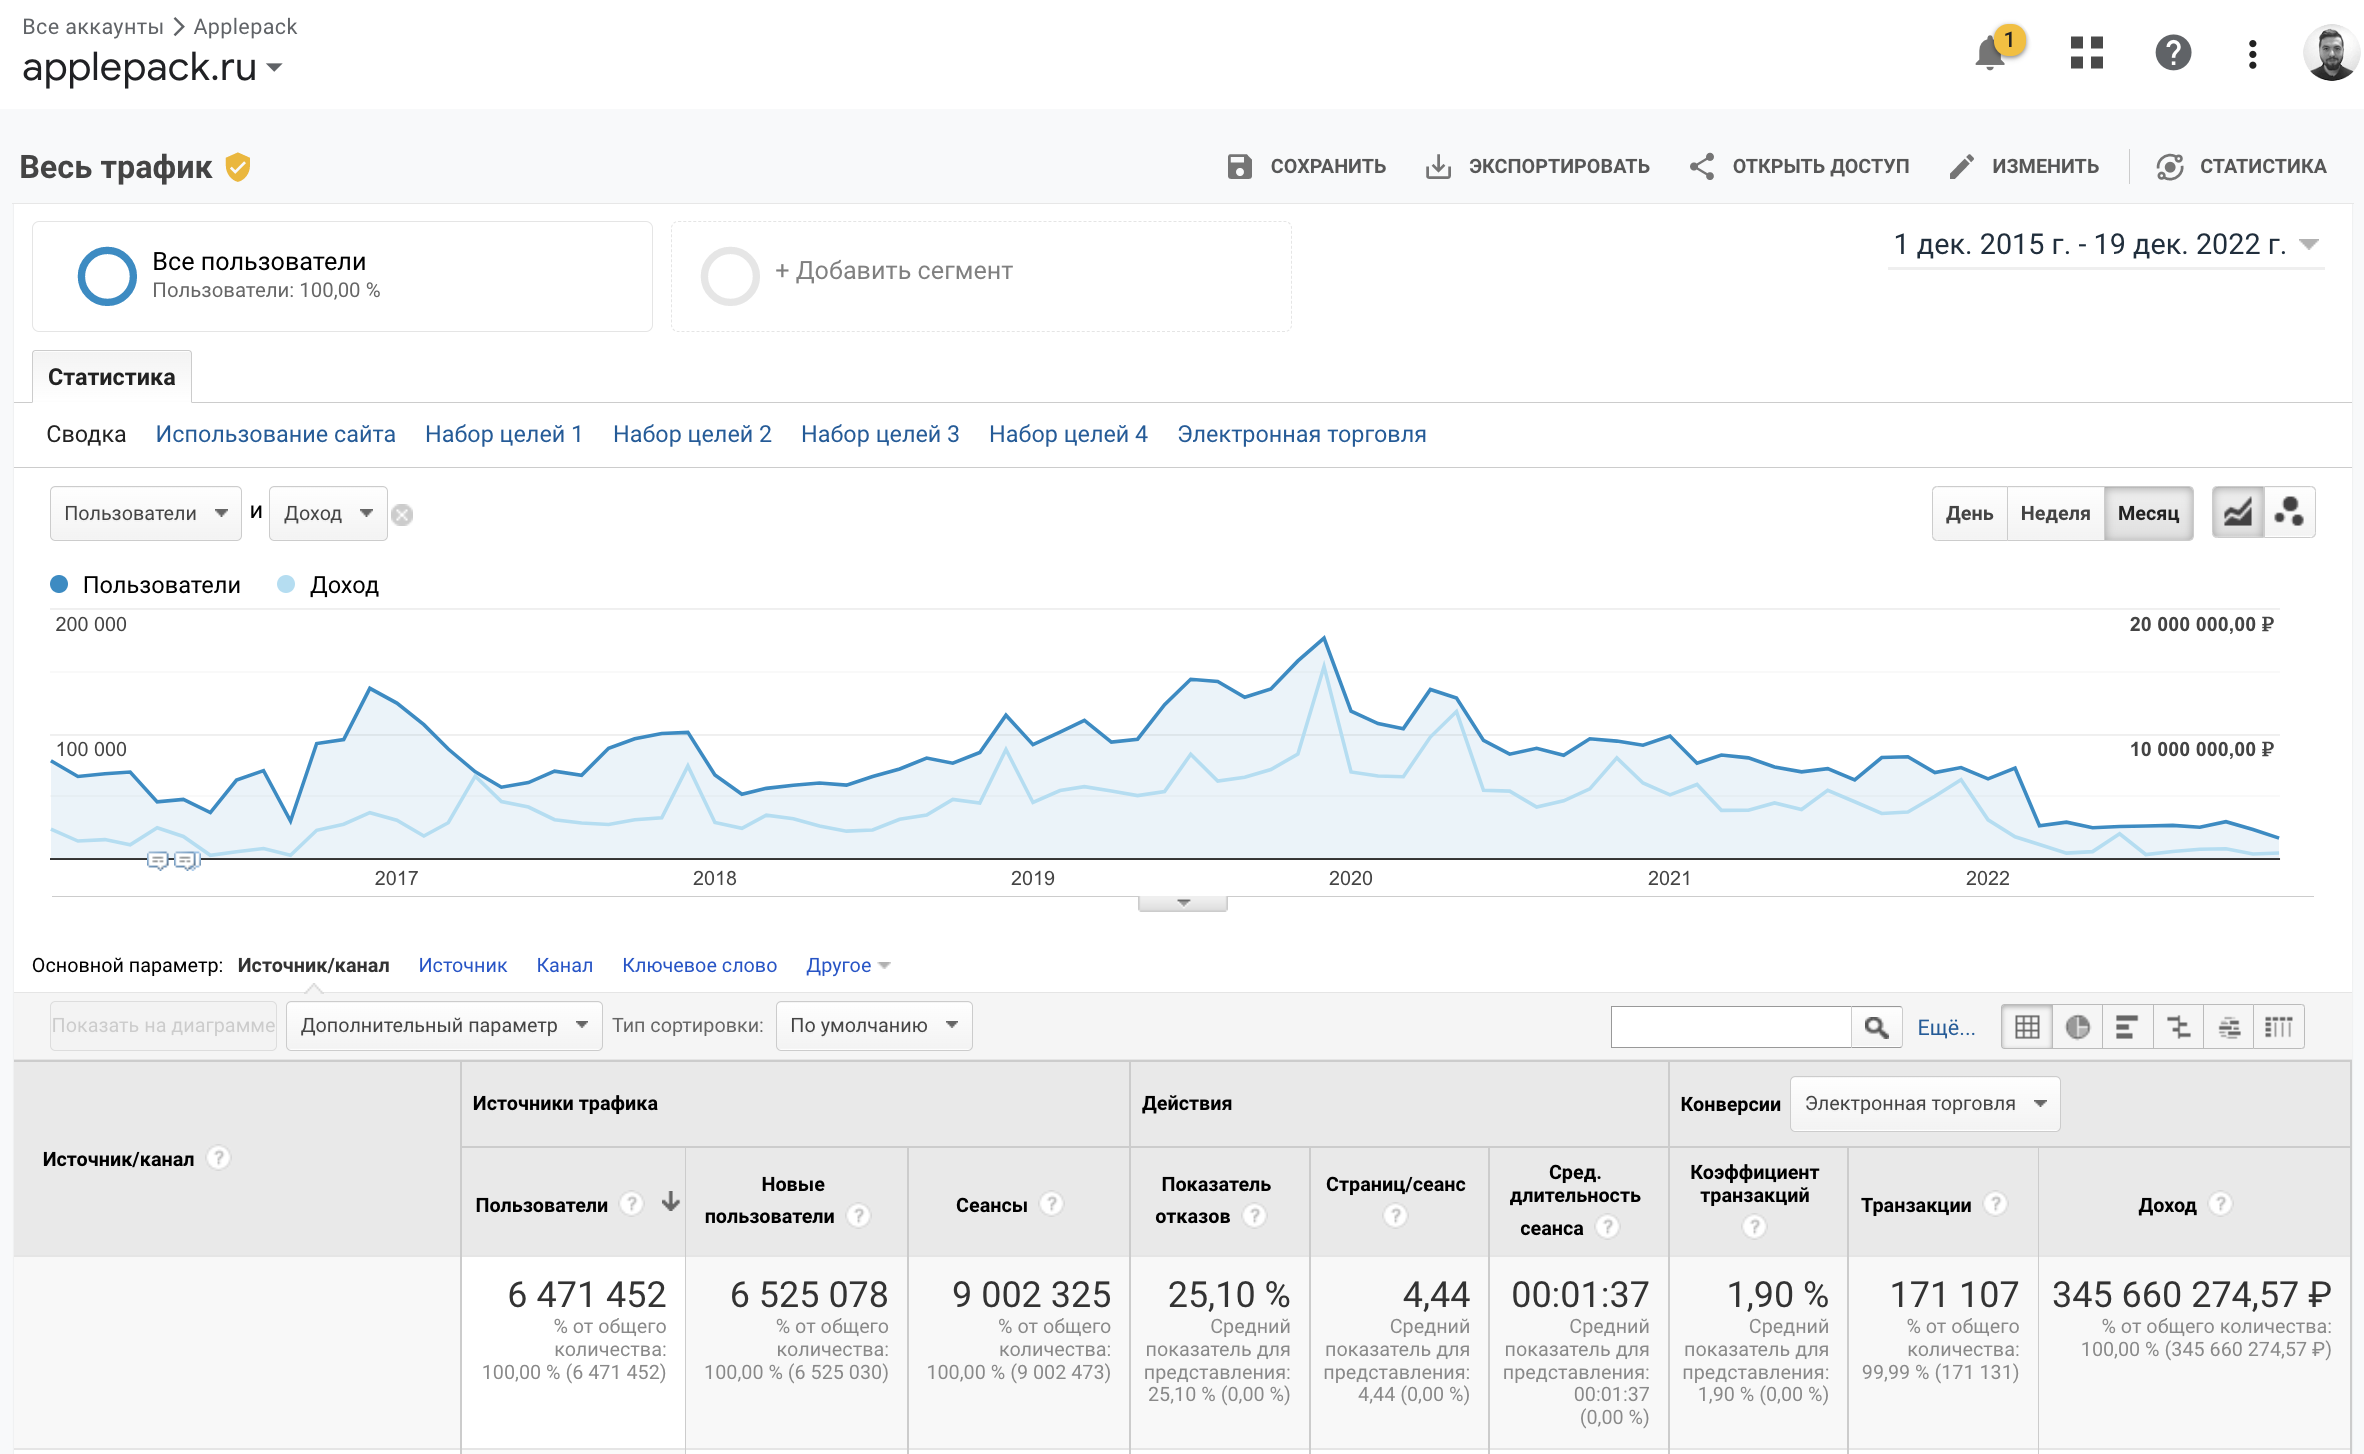 Все аккаунты > Applepack
applepack.ru
1
Весь трафик
СОХРАНИТЬ ЭКСПОРТИРОВАТЬ ОТКРЫТЬ ДОСТУП ИЗМЕНИТЬ СТАТИСТИКА
Все пользователи
Пользователи: 100,00 %
+ Добавить сегмент
1 дек. 2015 г. - 19 дек. 2022 г.
Статистика
Сводка Использование сайта Набор целей 1 Набор целей 2 Набор целей 3 Набор целей 4 Электронная торговля
Пользователи и Доход
День Неделя Месяц
Пользователи Доход
200 000 20 000 000,00 ₽
100 000 10 000 000,00 ₽
2017 2018 2019 2020 2021 2022
Основной параметр: Источник/канал Источник Канал Ключевое слово Другое
Показать на диаграмме Дополнительный параметр Тип сортировки: По умолчанию Ещё...
Источник/канал ?
Источники трафика
Действия
Конверсии Электронная торговля
Пользователи ?
Новые
пользователи ?
Сеансы ?
Показатель
отказов ?
Страниц/сеанс
?
Сред.
длительность
сеанса ?
Коэффициент
транзакций
?
Транзакции ?
Доход ?
6 471 452
% от общего
количества:
100,00 % (6 471 452)
6 525 078
% от общего
количества:
100,00 % (6 525 030)
9 002 325
% от общего
количества:
100,00 % (9 002 473)
25,10 %
Средний
показатель для
представления:
25,10 % (0,00 %)
4,44
Средний
показатель для
представления:
4,44 (0,00 %)
00:01:37
Средний
показатель для
представления:
00:01:37
(0,00 %)
1,90 %
Средний
показатель для
представления:
1,90 % (0,00 %)
171 107
% от общего
количества:
99,99 % (171 131)
345 660 274,57 ₽
% от общего количества:
100,00 % (345 660 274,57 ₽)